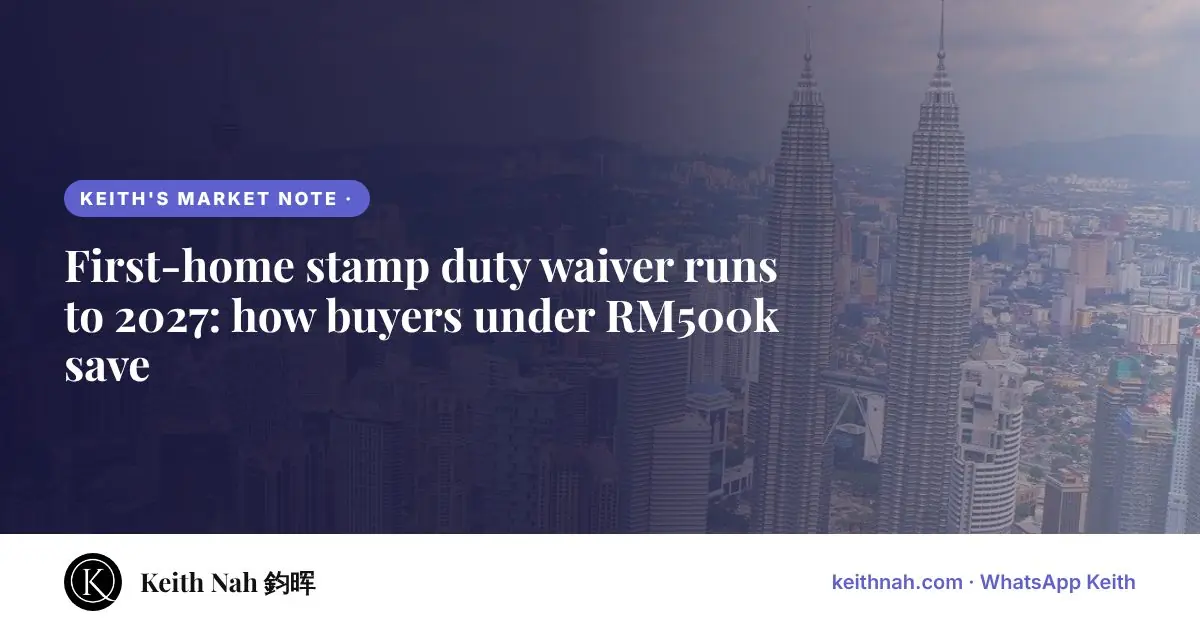 KEITH'S MARKET NOTE ·
First-home stamp duty waiver runs
to 2027: how buyers under RM500k
save
K
Keith Nah 鈞晖
keithnah.com · WhatsApp Keith